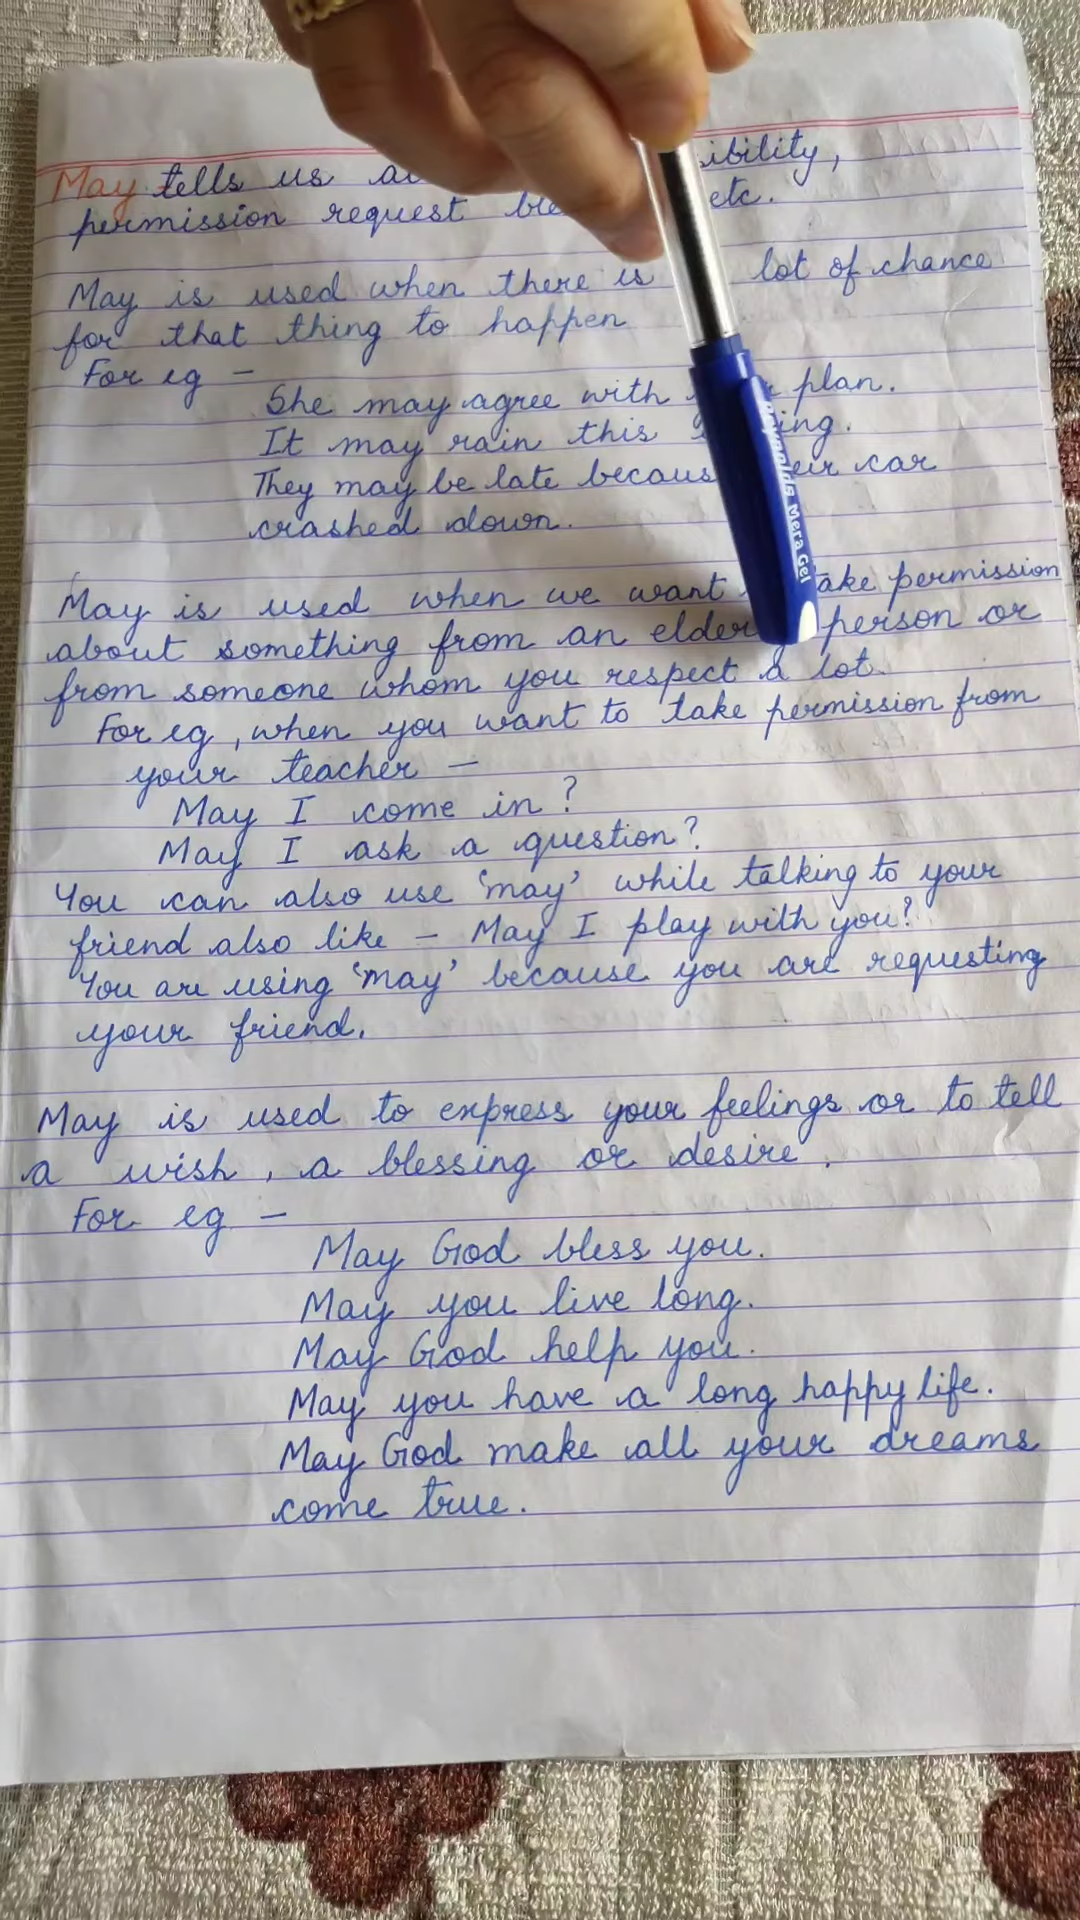 May tells us ibility,
permission request etc.
May is used when there is lot of chance
for that thing to happen
For eg -
She may agree with plan.
It may rain this ing.
They may be late becaus eir car
crashed down.
May is used when we want ake permission
about something from an elder person or
from someone whom you respect a lot.
For eg, when you want to take permission from
your teacher -
May I come in?
May I ask a question?
You can also use 'may' while talking to your
friend also like - May I play with you?
You are using 'may' because you are requesting
your friend.
May is used to express your feelings or to tell
a wish, a blessing or desire.
For eg -
May God bless you.
May you live long.
May God help you.
May you have a long happy life.
May God make all your dreams
come true.
Reynolds Mera Gel